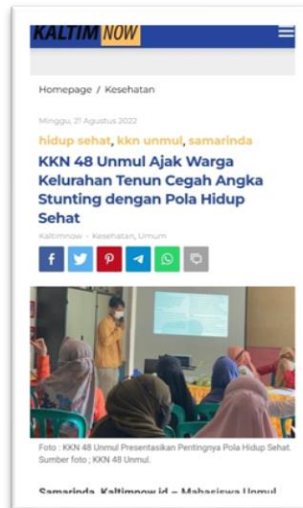 KALTIM NOW
Homepage / Kesehatan
Minggu, 21 Agustus 2022
hidup sehat, kkn unmul, samarinda
KKN 48 Unmul Ajak Warga
Kelurahan Tenun Cegah Angka
Stunting dengan Pola Hidup
Sehat
Kaltimnow - Kesehatan, Umum
Foto : KKN 48 Unmul Presentasikan Pentingnya Pola Hidup Sehat.
Sumber foto ; KKN 48 Unmul.
Samarinda, Kaltimnow.id – Mahasiswa Unmul